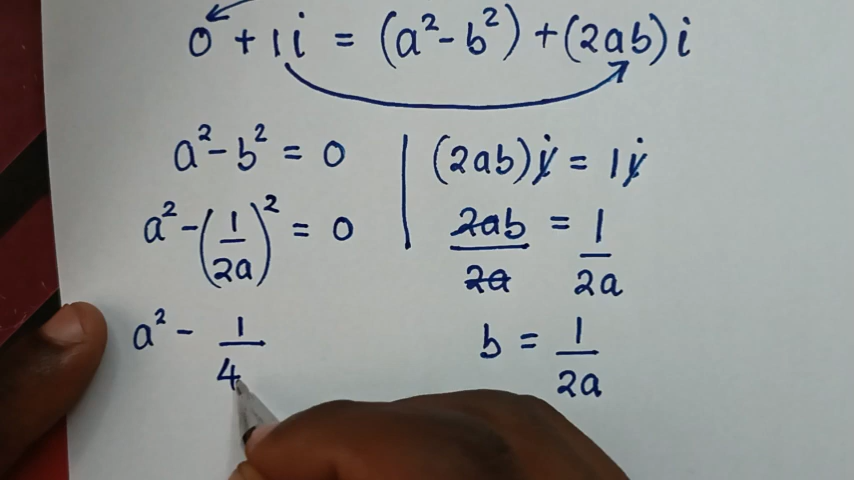 0 + 1i = (a² - b²) + (2ab)i
a² - b² = 0 | (2ab)i = 1i
a² - (1/2a)² = 0
2ab/2a = 1/2a
a² - 1/4
b = 1/2a